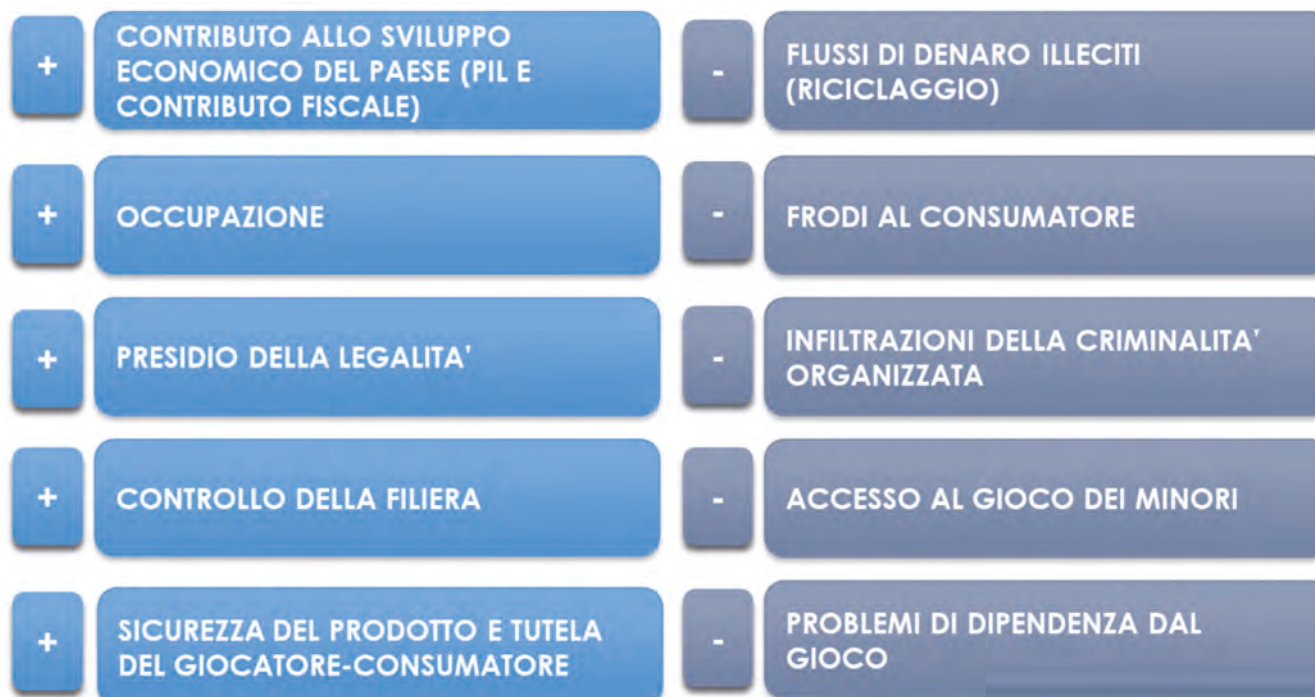 +
CONTRIBUTO ALLO SVILUPPO
ECONOMICO DEL PAESE (PIL E
CONTRIBUTO FISCALE)
-
FLUSSI DI DENARO ILLECITI
(RICICLAGGIO)
+
OCCUPAZIONE
-
FRODI AL CONSUMATORE
+
PRESIDIO DELLA LEGALITA'
-
INFILTRAZIONI DELLA CRIMINALITA'
ORGANIZZATA
+
CONTROLLO DELLA FILIERA
-
ACCESSO AL GIOCO DEI MINORI
+
SICUREZZA DEL PRODOTTO E TUTELA
DEL GIOCATORE-CONSUMATORE
-
PROBLEMI DI DIPENDENZA DAL
GIOCO